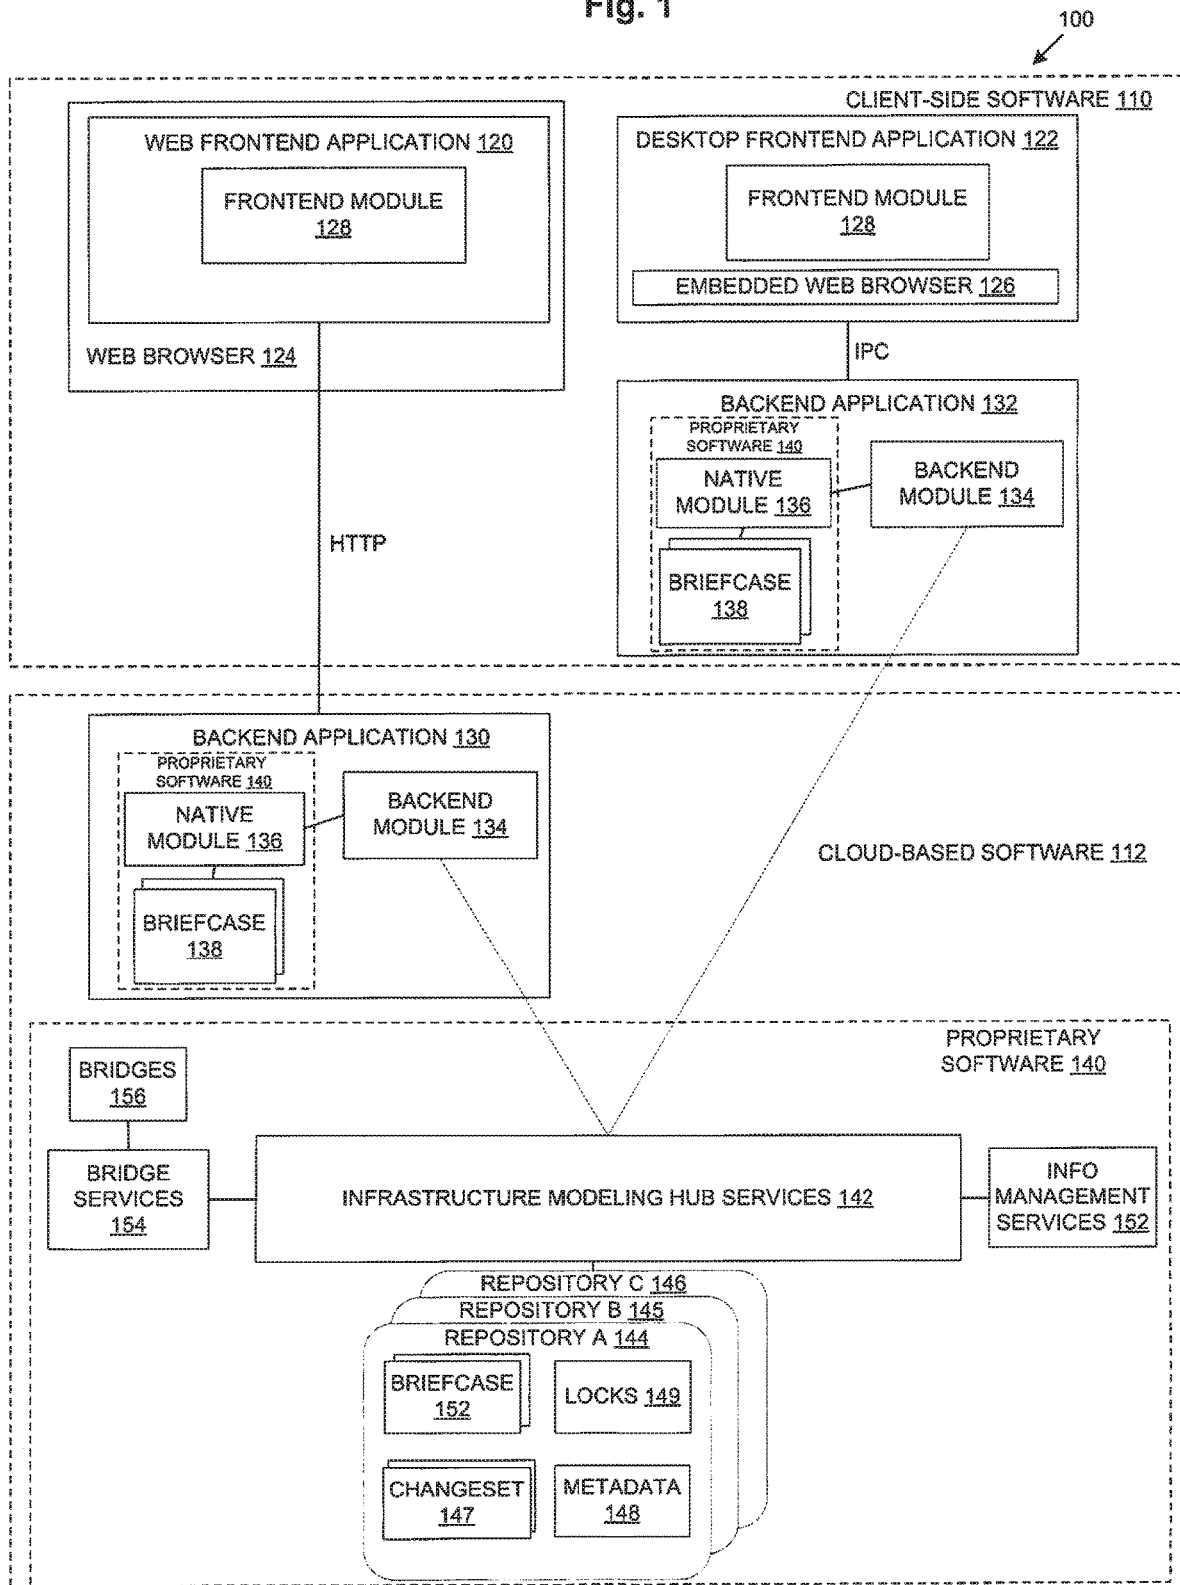 Fig. 1
100
CLIENT-SIDE SOFTWARE 110
WEB FRONTEND APPLICATION 120
FRONTEND MODULE
128
WEB BROWSER 124
DESKTOP FRONTEND APPLICATION 122
FRONTEND MODULE
128
EMBEDDED WEB BROWSER 126
IPC
BACKEND APPLICATION 132
PROPRIETARY
SOFTWARE 140
NATIVE
MODULE 136
BACKEND
MODULE 134
BRIEFCASE
138
HTTP
BACKEND APPLICATION 130
PROPRIETARY
SOFTWARE 140
NATIVE
MODULE 136
BACKEND
MODULE 134
BRIEFCASE
138
CLOUD-BASED SOFTWARE 112
PROPRIETARY
SOFTWARE 140
BRIDGES
156
BRIDGE
SERVICES
154
INFRASTRUCTURE MODELING HUB SERVICES 142
INFO
MANAGEMENT
SERVICES 152
REPOSITORY C 146
REPOSITORY B 145
REPOSITORY A 144
BRIEFCASE
152
LOCKS 149
CHANGESET
147
METADATA
148